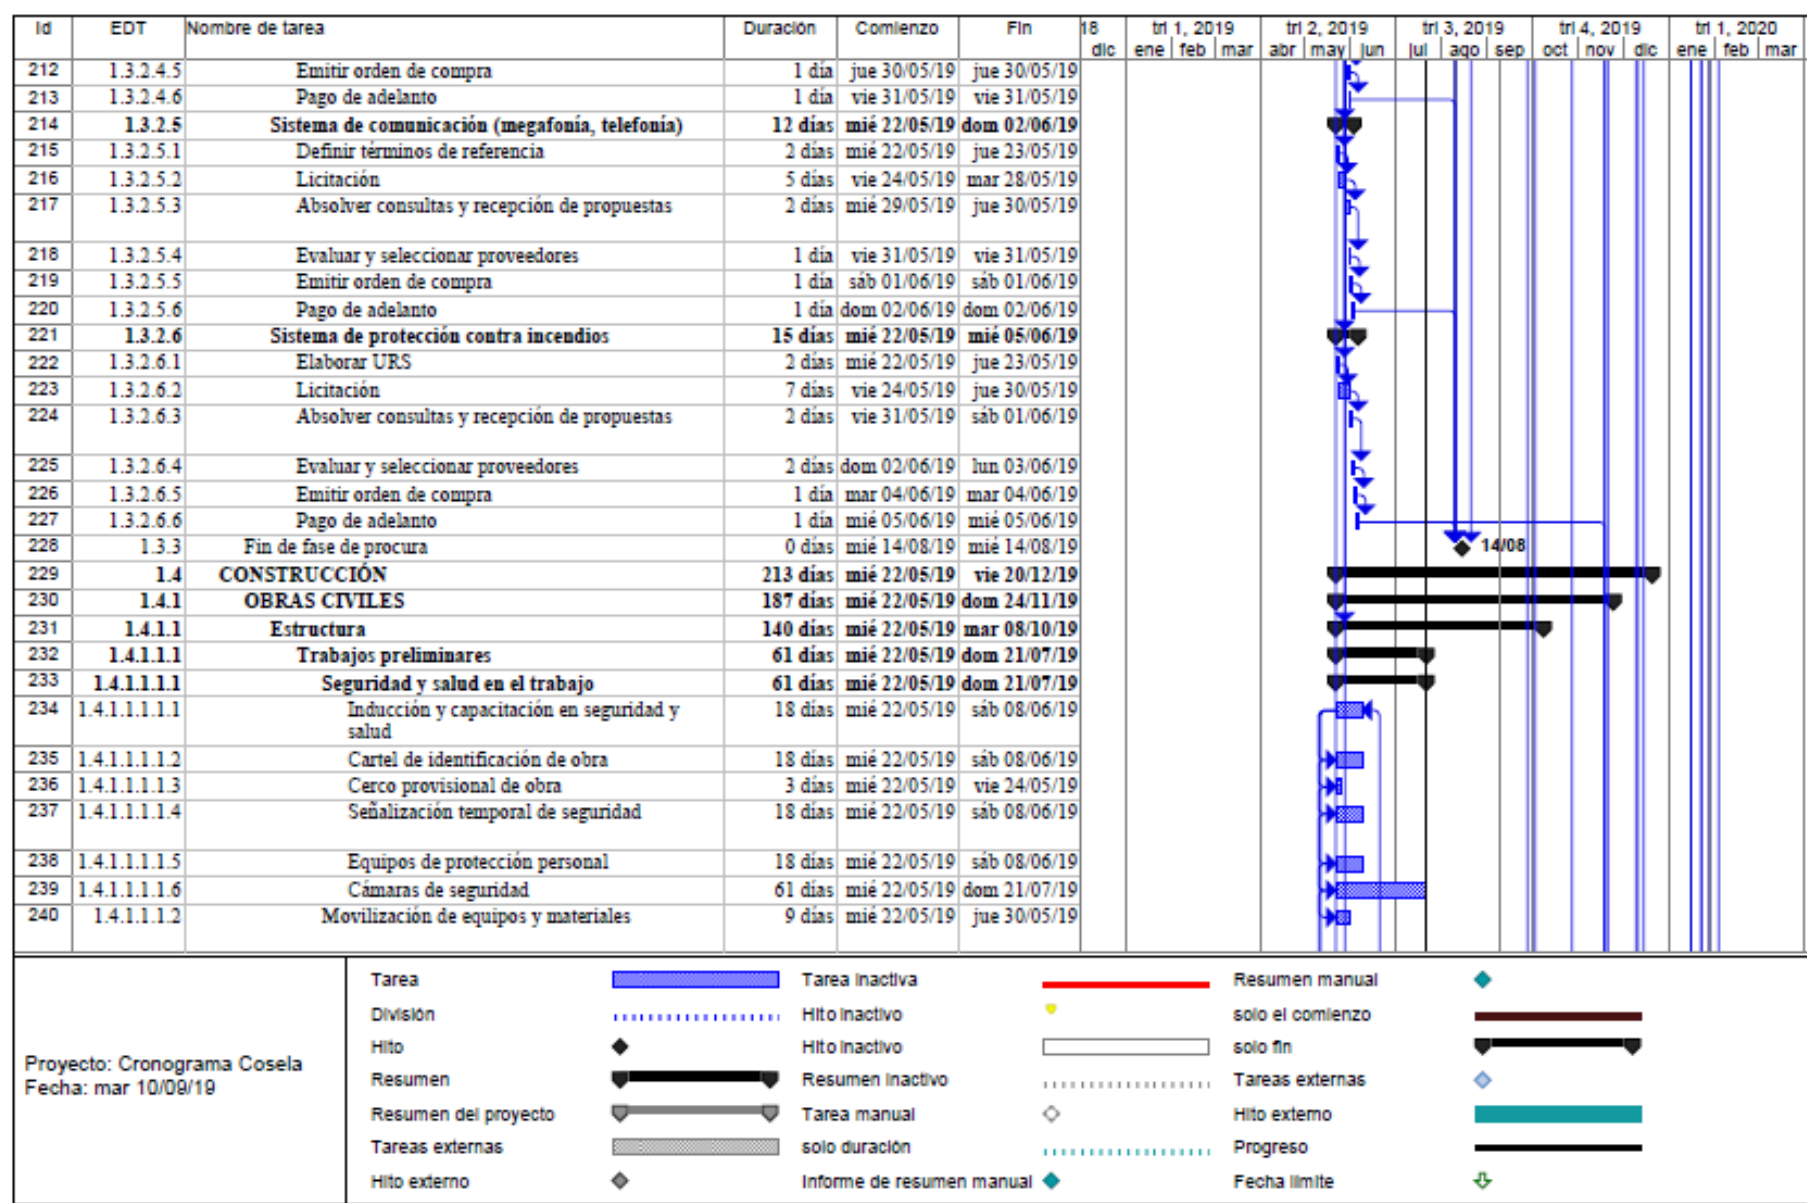 Id EDT Nombre de tarea Duración Comienzo Fin 18 tri 1, 2019 tri 2, 2019 tri 3, 2019 tri 4, 2019 tri 1, 2020
dic ene feb mar abr may jun jul ago sep oct nov dic ene feb mar
212 1.3.2.4.5 Emitir orden de compra 1 día jue 30/05/19 jue 30/05/19
213 1.3.2.4.6 Pago de adelanto 1 día vie 31/05/19 vie 31/05/19
214 1.3.2.5 Sistema de comunicación (megafonía, telefonía) 12 días mié 22/05/19 dom 02/06/19
215 1.3.2.5.1 Definir términos de referencia 2 días mié 22/05/19 jue 23/05/19
216 1.3.2.5.2 Licitación 5 días vie 24/05/19 mar 28/05/19
217 1.3.2.5.3 Absolver consultas y recepción de propuestas 2 días mié 29/05/19 jue 30/05/19
218 1.3.2.5.4 Evaluar y seleccionar proveedores 1 día vie 31/05/19 vie 31/05/19
219 1.3.2.5.5 Emitir orden de compra 1 día sáb 01/06/19 sáb 01/06/19
220 1.3.2.5.6 Pago de adelanto 1 día dom 02/06/19 dom 02/06/19
221 1.3.2.6 Sistema de protección contra incendios 15 días mié 22/05/19 mié 05/06/19
222 1.3.2.6.1 Elaborar URS 2 días mié 22/05/19 jue 23/05/19
223 1.3.2.6.2 Licitación 7 días vie 24/05/19 jue 30/05/19
224 1.3.2.6.3 Absolver consultas y recepción de propuestas 2 días vie 31/05/19 sáb 01/06/19
225 1.3.2.6.4 Evaluar y seleccionar proveedores 2 días dom 02/06/19 lun 03/06/19
226 1.3.2.6.5 Emitir orden de compra 1 día mar 04/06/19 mar 04/06/19
227 1.3.2.6.6 Pago de adelanto 1 día mié 05/06/19 mié 05/06/19
228 1.3.3 Fin de fase de procura 0 días mié 14/08/19 mié 14/08/19 14/08
229 1.4 CONSTRUCCIÓN 213 días mié 22/05/19 vie 20/12/19
230 1.4.1 OBRAS CIVILES 187 días mié 22/05/19 dom 24/11/19
231 1.4.1.1 Estructura 140 días mié 22/05/19 mar 08/10/19
232 1.4.1.1.1 Trabajos preliminares 61 días mié 22/05/19 dom 21/07/19
233 1.4.1.1.1.1 Seguridad y salud en el trabajo 61 días mié 22/05/19 dom 21/07/19
234 1.4.1.1.1.1.1 Inducción y capacitación en seguridad y 18 días mié 22/05/19 sáb 08/06/19
salud
235 1.4.1.1.1.1.2 Cartel de identificación de obra 18 días mié 22/05/19 sáb 08/06/19
236 1.4.1.1.1.1.3 Cerco provisional de obra 3 días mié 22/05/19 vie 24/05/19
237 1.4.1.1.1.1.4 Señalización temporal de seguridad 18 días mié 22/05/19 sáb 08/06/19
238 1.4.1.1.1.1.5 Equipos de protección personal 18 días mié 22/05/19 sáb 08/06/19
239 1.4.1.1.1.1.6 Cámaras de seguridad 61 días mié 22/05/19 dom 21/07/19
240 1.4.1.1.1.2 Movilización de equipos y materiales 9 días mié 22/05/19 jue 30/05/19
Proyecto: Cronograma Cosela
Fecha: mar 10/09/19
Tarea Tarea inactiva Resumen manual
División Hito inactivo solo el comienzo
Hito Hito inactivo solo fin
Resumen Resumen inactivo Tareas externas
Resumen del proyecto Tarea manual Hito externo
Tareas externas solo duración Progreso
Hito externo Informe de resumen manual Fecha límite